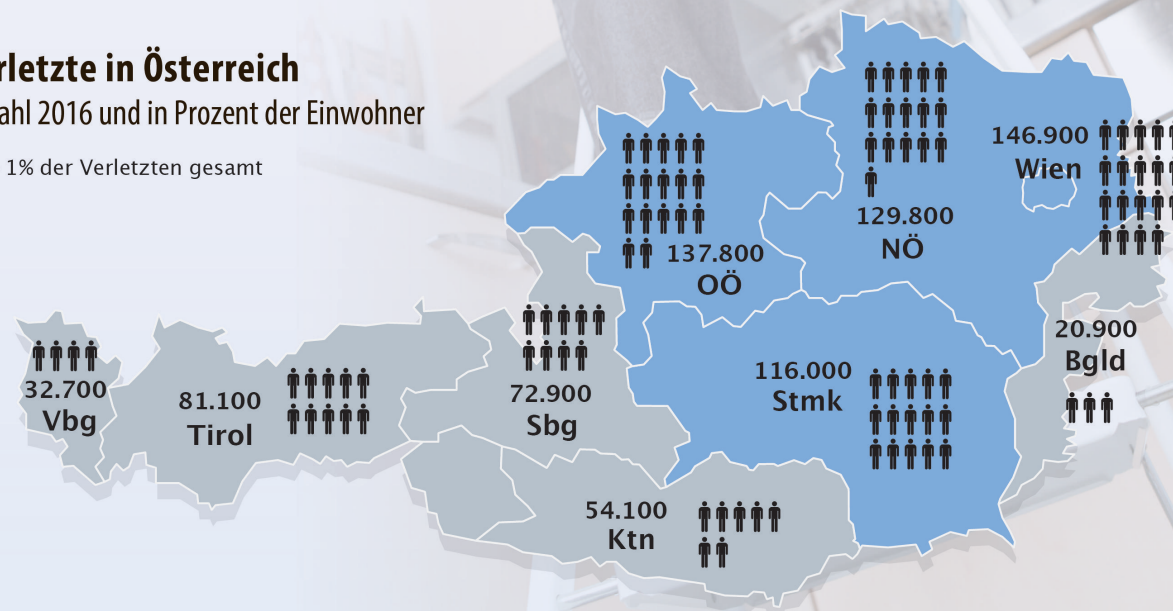 rletzte in Österreich
ahl 2016 und in Prozent der Einwohner
1% der Verletzten gesamt
146.900
Wien
129.800
NÖ
137.800
OÖ
20.900
Bgld
116.000
Stmk
72.900
Sbg
81.100
Tirol
32.700
Vbg
54.100
Ktn